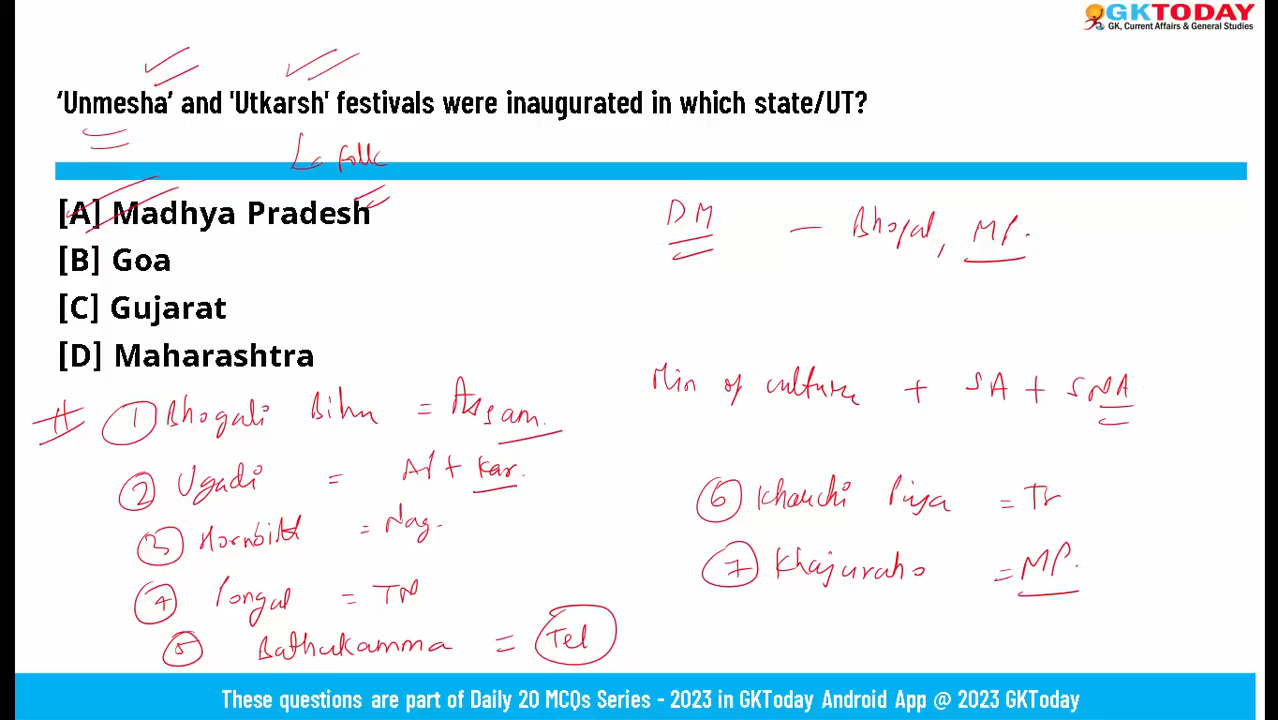 GKTODAY
GK, Current Affairs & General Studies
‘Unmesha’ and 'Utkarsh' festivals were inaugurated in which state/UT?
folk
[A] Madhya Pradesh
[B] Goa
[C] Gujarat
[D] Maharashtra
DM — Bhopal, MP.
Min of culture + SA + SNA
# 1 Bhogali Bihu = Assam.
2 Ugadi = AP + Kar.
3 Hornbill = Nag.
4 Pongal = TN
5 Bathukamma = Tel
6 Kharchi Puja = Tr
7 Khajuraho = MP.
These questions are part of Daily 20 MCQs Series - 2023 in GKToday Android App @ 2023 GKToday